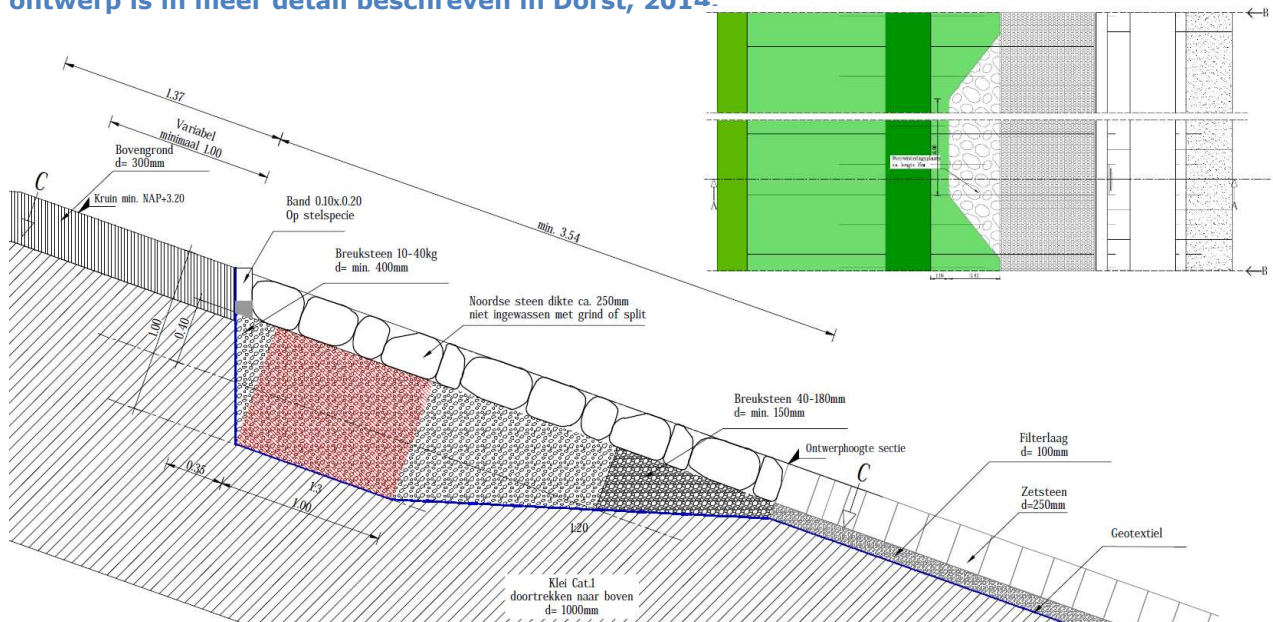 ontwerp is in meer detail beschreven in Dorst, 2014.
B
1.37
Variabel
minimaal 1.00
Bovengrond
d= 300mm
C
Kruin min. NAP+3.20
Band 0.10x.0.20
Op stelspecie
min. 3.54
Breuksteen 10-40kg
d= min. 400mm
A
A
B
Noordse steen dikte ca. 250mm
niet ingewassen met grind of split
1.00
0.40
Breuksteen 40-180mm
d= min. 150mm
Ontwerphoogte sectie
C
Filterlaag
d= 100mm
Zetsteen
d=250mm
Geotextiel
0.35
1:3
1.00
1:20
Klei Cat.1
doortrekken naar boven
d= 1000mm